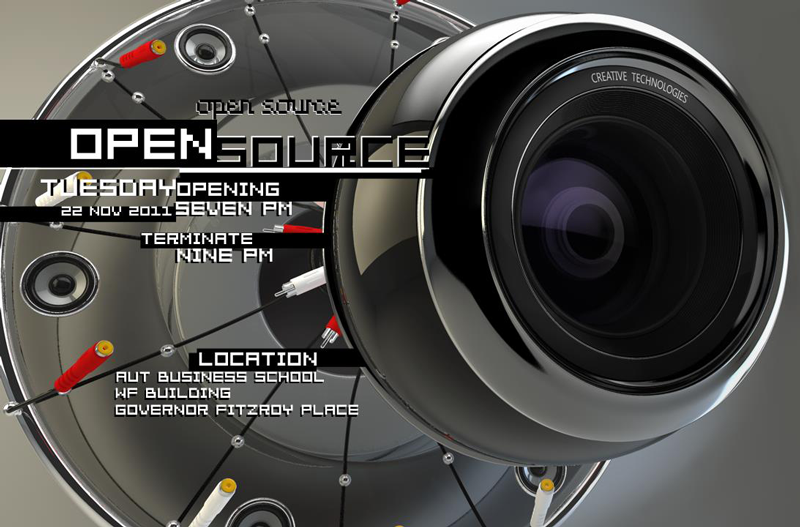 CREATIVE TECHNOLOGIES
open source
OPEN SOURCE
TUESDAY OPENING
22 NOV 2011 SEVEN PM
TERMINATE
NINE PM
LOCATION
AUT BUSINESS SCHOOL
WF BUILDING
GOVERNOR FITZROY PLACE